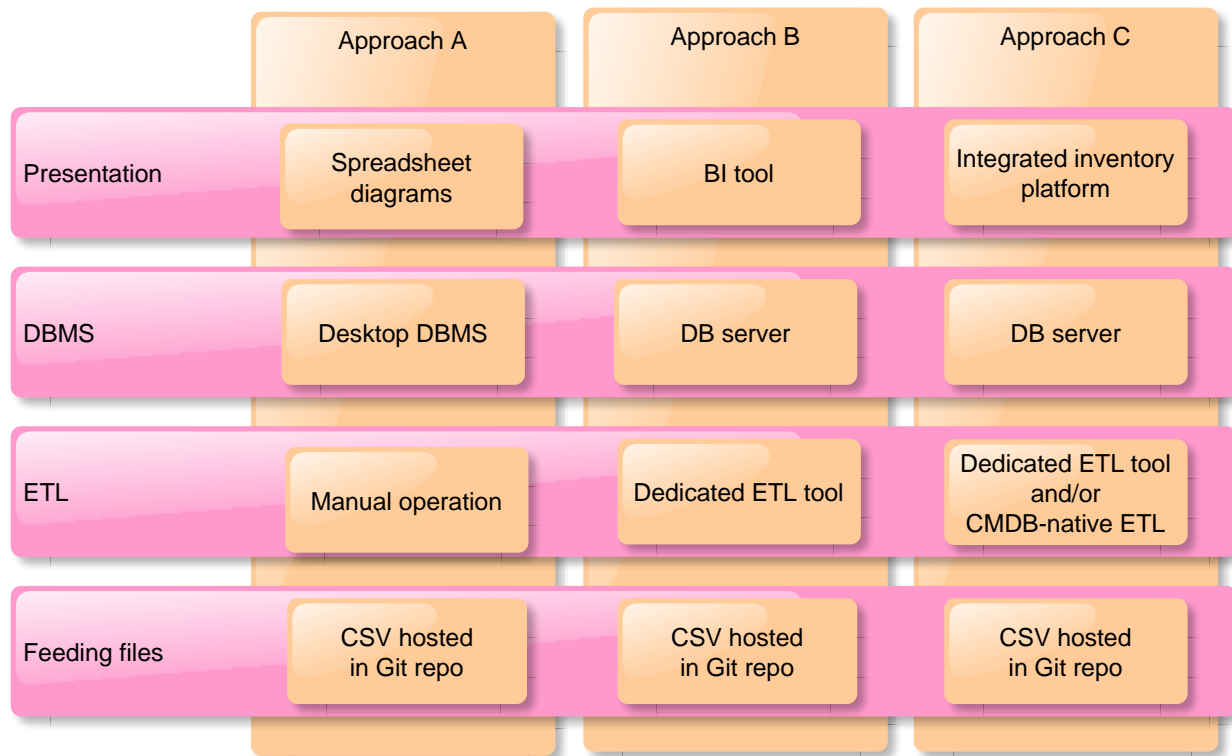 Approach A
Approach B
Approach C
Presentation
Spreadsheet
diagrams
BI tool
Integrated inventory
platform
DBMS
Desktop DBMS
DB server
DB server
ETL
Manual operation
Dedicated ETL tool
Dedicated ETL tool
and/or
CMDB-native ETL
Feeding files
CSV hosted
in Git repo
CSV hosted
in Git repo
CSV hosted
in Git repo